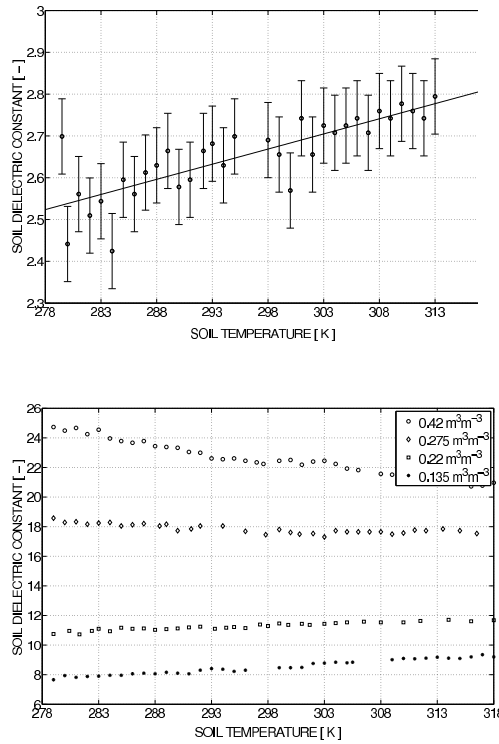 3
2.9
2.8
2.7
2.6
2.5
2.4
2.3
SOIL DIELECTRIC CONSTANT [ - ]
278 283 288 293 298 303 308 313
SOIL TEMPERATURE [ K ]
26
24
22
20
18
16
14
12
10
8
6
SOIL DIELECTRIC CONSTANT [ - ]
0.42 m³m⁻³
0.275 m³m⁻³
0.22 m³m⁻³
0.135 m³m⁻³
278 283 288 293 298 303 308 313 318
SOIL TEMPERATURE [ K ]